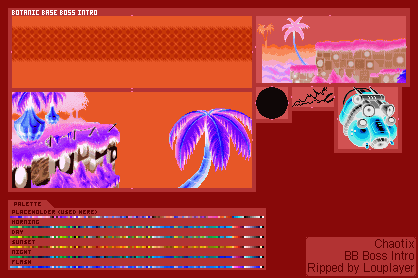 BOTANIC BASE BOSS INTRO
PALETTE
PLACEHOLDER (USED HERE)
MORNING
DAY
SUNSET
NIGHT
FLASH
Chaotix
BB Boss Intro
Ripped by Louplayer